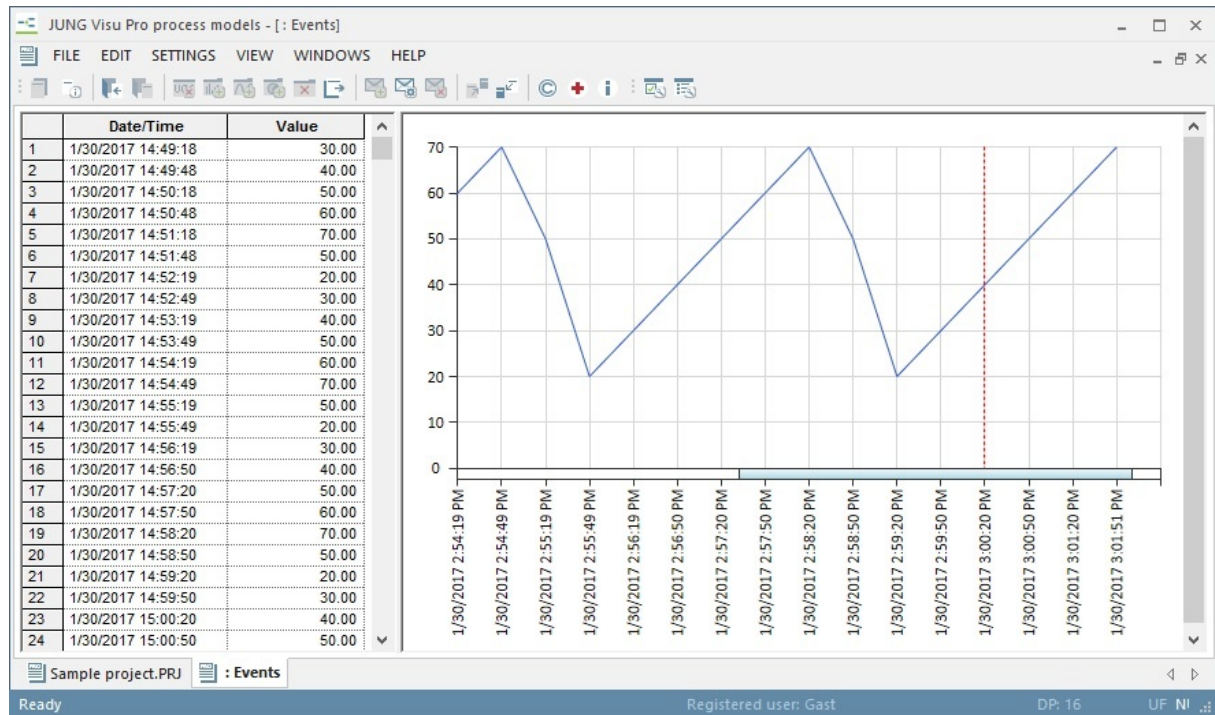 JUNG Visu Pro process models - [ : Events]
FILE EDIT SETTINGS VIEW WINDOWS HELP
Date/Time Value
1 1/30/2017 14:49:18 30.00
2 1/30/2017 14:49:48 40.00
3 1/30/2017 14:50:18 50.00
4 1/30/2017 14:50:48 60.00
5 1/30/2017 14:51:18 70.00
6 1/30/2017 14:51:48 50.00
7 1/30/2017 14:52:19 20.00
8 1/30/2017 14:52:49 30.00
9 1/30/2017 14:53:19 40.00
10 1/30/2017 14:53:49 50.00
11 1/30/2017 14:54:19 60.00
12 1/30/2017 14:54:49 70.00
13 1/30/2017 14:55:19 50.00
14 1/30/2017 14:55:49 20.00
15 1/30/2017 14:56:19 30.00
16 1/30/2017 14:56:50 40.00
17 1/30/2017 14:57:20 50.00
18 1/30/2017 14:57:50 60.00
19 1/30/2017 14:58:20 70.00
20 1/30/2017 14:58:50 50.00
21 1/30/2017 14:59:20 20.00
22 1/30/2017 14:59:50 30.00
23 1/30/2017 15:00:20 40.00
24 1/30/2017 15:00:50 50.00
70
60
50
40
30
20
10
0
1/30/2017 2:54:19 PM
1/30/2017 2:54:49 PM
1/30/2017 2:55:19 PM
1/30/2017 2:55:49 PM
1/30/2017 2:56:19 PM
1/30/2017 2:56:50 PM
1/30/2017 2:57:20 PM
1/30/2017 2:57:50 PM
1/30/2017 2:58:20 PM
1/30/2017 2:58:50 PM
1/30/2017 2:59:20 PM
1/30/2017 2:59:50 PM
1/30/2017 3:00:20 PM
1/30/2017 3:00:50 PM
1/30/2017 3:01:20 PM
1/30/2017 3:01:51 PM
Sample project.PRJ : Events
Ready Registered user: Gast DP: 16 UF